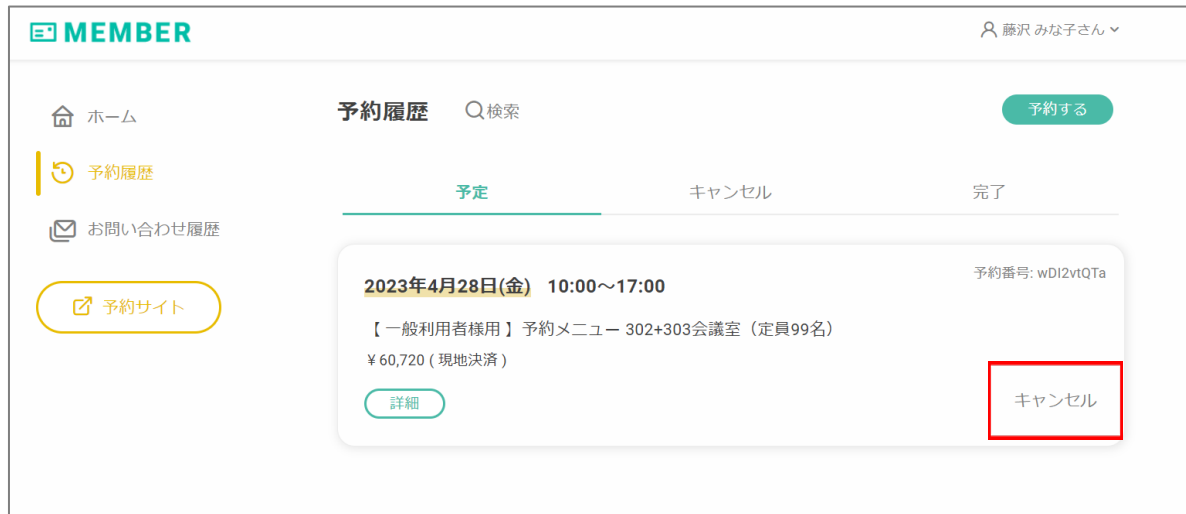 MEMBER
藤沢 みな子さん
ホーム
予約履歴
お問い合わせ履歴
予約サイト
予約履歴
検索
予約する
予定
キャンセル
完了
2023年4月28日(金) 10:00～17:00
予約番号: wDI2vtQTa
【 一般利用者様用 】予約メニュー 302+303会議室（定員99名）
¥ 60,720 ( 現地決済 )
詳細
キャンセル